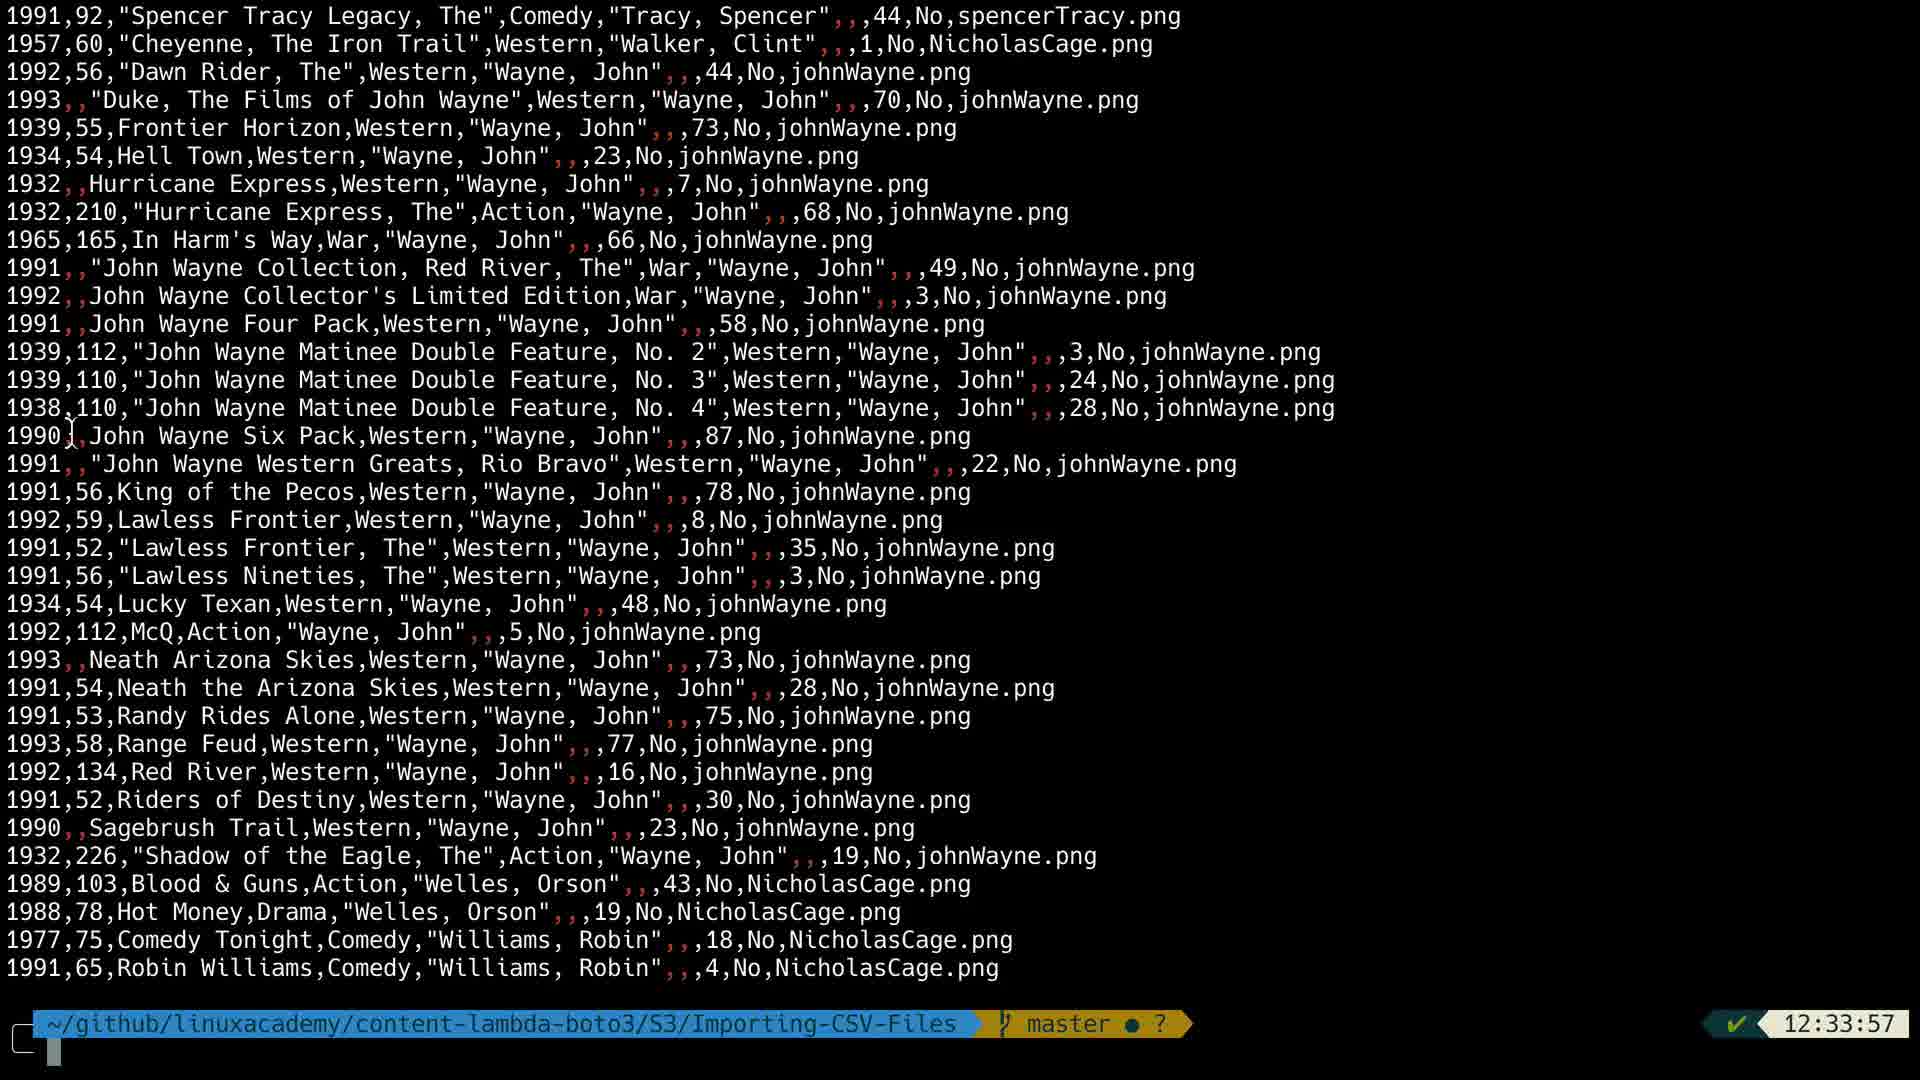 1991,92,"Spencer Tracy Legacy, The",Comedy,"Tracy, Spencer",,,44,No,spencerTracy.png
1957,60,"Cheyenne, The Iron Trail",Western,"Walker, Clint",,,1,No,NicholasCage.png
1992,56,"Dawn Rider, The",Western,"Wayne, John",,,44,No,johnWayne.png
1993,,"Duke, The Films of John Wayne",Western,"Wayne, John",,,70,No,johnWayne.png
1939,55,Frontier Horizon,Western,"Wayne, John",,,73,No,johnWayne.png
1934,54,Hell Town,Western,"Wayne, John",,,23,No,johnWayne.png
1932,,Hurricane Express,Western,"Wayne, John",,,7,No,johnWayne.png
1932,210,"Hurricane Express, The",Action,"Wayne, John",,,68,No,johnWayne.png
1965,165,In Harm's Way,War,"Wayne, John",,,66,No,johnWayne.png
1991,,"John Wayne Collection, Red River, The",War,"Wayne, John",,,49,No,johnWayne.png
1992,,John Wayne Collector's Limited Edition,War,"Wayne, John",,,3,No,johnWayne.png
1991,,John Wayne Four Pack,Western,"Wayne, John",,,58,No,johnWayne.png
1939,112,"John Wayne Matinee Double Feature, No. 2",Western,"Wayne, John",,,3,No,johnWayne.png
1939,110,"John Wayne Matinee Double Feature, No. 3",Western,"Wayne, John",,,24,No,johnWayne.png
1938,110,"John Wayne Matinee Double Feature, No. 4",Western,"Wayne, John",,,28,No,johnWayne.png
1990,,John Wayne Six Pack,Western,"Wayne, John",,,87,No,johnWayne.png
1991,,"John Wayne Western Greats, Rio Bravo",Western,"Wayne, John",,,22,No,johnWayne.png
1991,56,King of the Pecos,Western,"Wayne, John",,,78,No,johnWayne.png
1992,59,Lawless Frontier,Western,"Wayne, John",,,8,No,johnWayne.png
1991,52,"Lawless Frontier, The",Western,"Wayne, John",,,35,No,johnWayne.png
1991,56,"Lawless Nineties, The",Western,"Wayne, John",,,3,No,johnWayne.png
1934,54,Lucky Texan,Western,"Wayne, John",,,48,No,johnWayne.png
1992,112,McQ,Action,"Wayne, John",,,5,No,johnWayne.png
1993,,Neath Arizona Skies,Western,"Wayne, John",,,73,No,johnWayne.png
1991,54,Neath the Arizona Skies,Western,"Wayne, John",,,28,No,johnWayne.png
1991,53,Randy Rides Alone,Western,"Wayne, John",,,75,No,johnWayne.png
1993,58,Range Feud,Western,"Wayne, John",,,77,No,johnWayne.png
1992,134,Red River,Western,"Wayne, John",,,16,No,johnWayne.png
1991,52,Riders of Destiny,Western,"Wayne, John",,,30,No,johnWayne.png
1990,,Sagebrush Trail,Western,"Wayne, John",,,23,No,johnWayne.png
1932,226,"Shadow of the Eagle, The",Action,"Wayne, John",,,19,No,johnWayne.png
1989,103,Blood & Guns,Action,"Welles, Orson",,,43,No,NicholasCage.png
1988,78,Hot Money,Drama,"Welles, Orson",,,19,No,NicholasCage.png
1977,75,Comedy Tonight,Comedy,"Williams, Robin",,,18,No,NicholasCage.png
1991,65,Robin Williams,Comedy,"Williams, Robin",,,4,No,NicholasCage.png
~/github/linuxacademy/content-lambda-boto3/S3/Importing-CSV-Files master ● ? ✔ 12:33:57